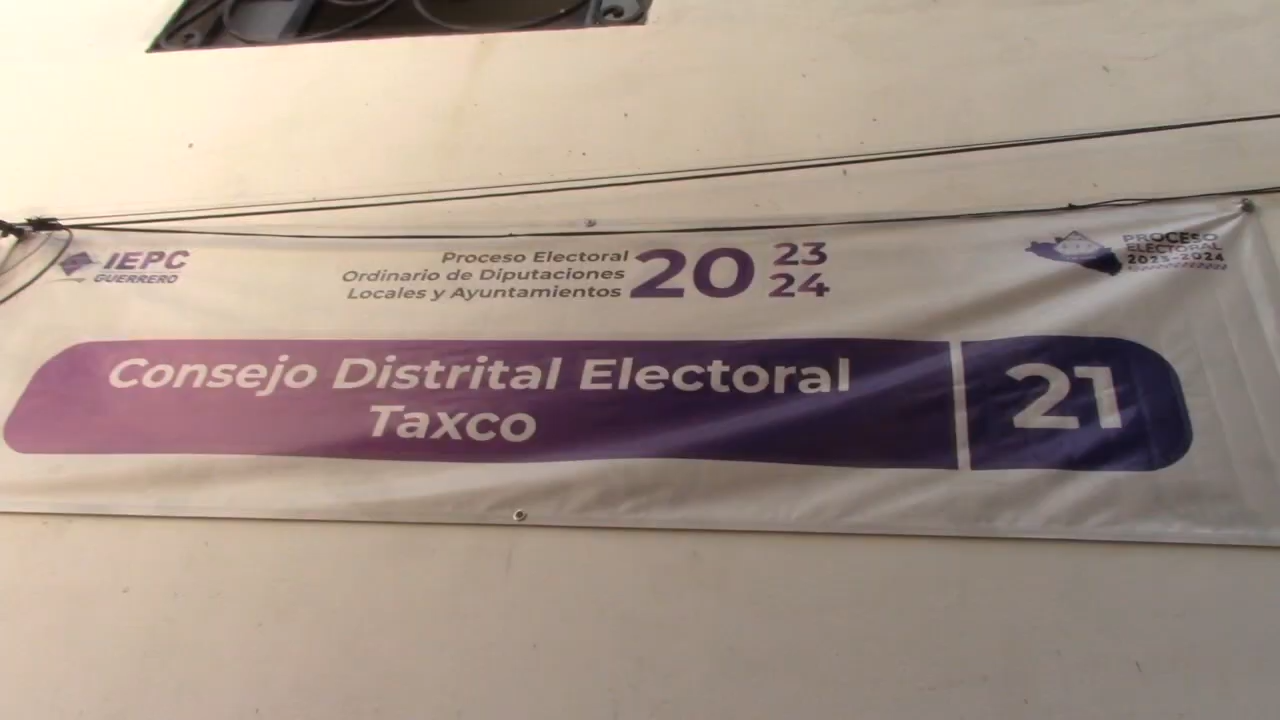 IEPC
GUERRERO
Proceso Electoral
Ordinario de Diputaciones
Locales y Ayuntamientos
20 23
24
PROCESO
ELECTORAL
2023-2024
Consejo Distrital Electoral
Taxco
21